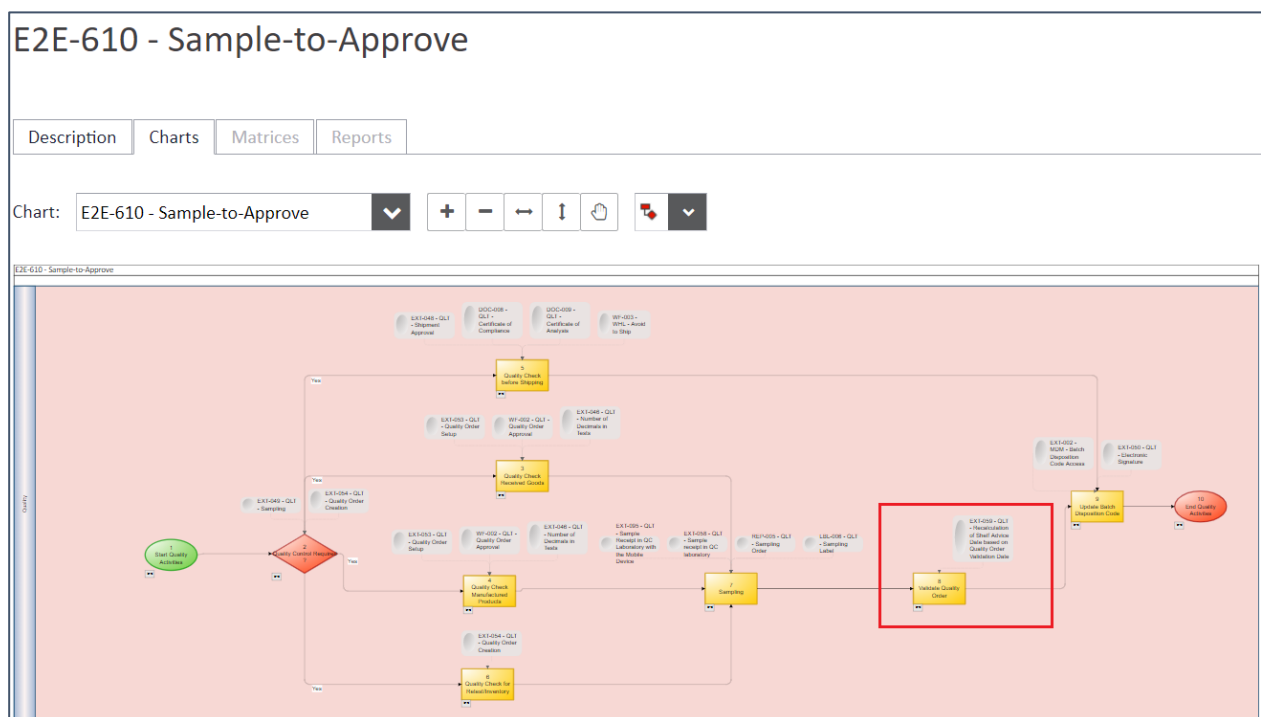 E2E-610 - Sample-to-Approve
Description
Charts
Matrices
Reports
Chart:
E2E-610 - Sample-to-Approve
E2E-610 - Sample-to-Approve
Quality
EXT-048 - QLT
- Shipment
Approval
DOC-008 -
QLT -
Certificate of
Compliance
DOC-009 -
QLT -
Certificate of
Analysis
WF-003 -
WHL - Avoid
to Ship
5
Quality Check
before Shipping
Yes
EXT-053 - QLT
- Quality Order
Setup
WF-002 - QLT -
Quality Order
Approval
EXT-046 - QLT
- Number of
Decimals in
Tests
3
Quality Check
Received Goods
Yes
EXT-049 - QLT
- Sampling
EXT-054 - QLT
- Quality Order
Creation
1
Start Quality
Activities
2
Quality Control Required
?
Yes
EXT-053 - QLT
- Quality Order
Setup
WF-002 - QLT -
Quality Order
Approval
EXT-046 - QLT
- Number of
Decimals in
Tests
4
Quality Check
Manufactured
Products
EXT-095 - QLT
- Sample
Receipt in QC
Laboratory with
the Mobile
Device
EXT-058 - QLT
- Sample
receipt in QC
laboratory
REP-005 - QLT
- Sampling
Order
LBL-006 - QLT
- Sampling
Label
7
Sampling
EXT-054 - QLT
- Quality Order
Creation
6
Quality Check for
Retest Inventory
Yes
EXT-059 - QLT
- Recalculation
of Shelf Advice
Date based on
Quality Order
Validation Date
8
Validate Quality
Order
EXT-002 -
MDM - Batch
Disposition
Code Access
EXT-050 - QLT
- Electronic
Signature
9
Update Batch
Disposition Code
10
End Quality
Activities